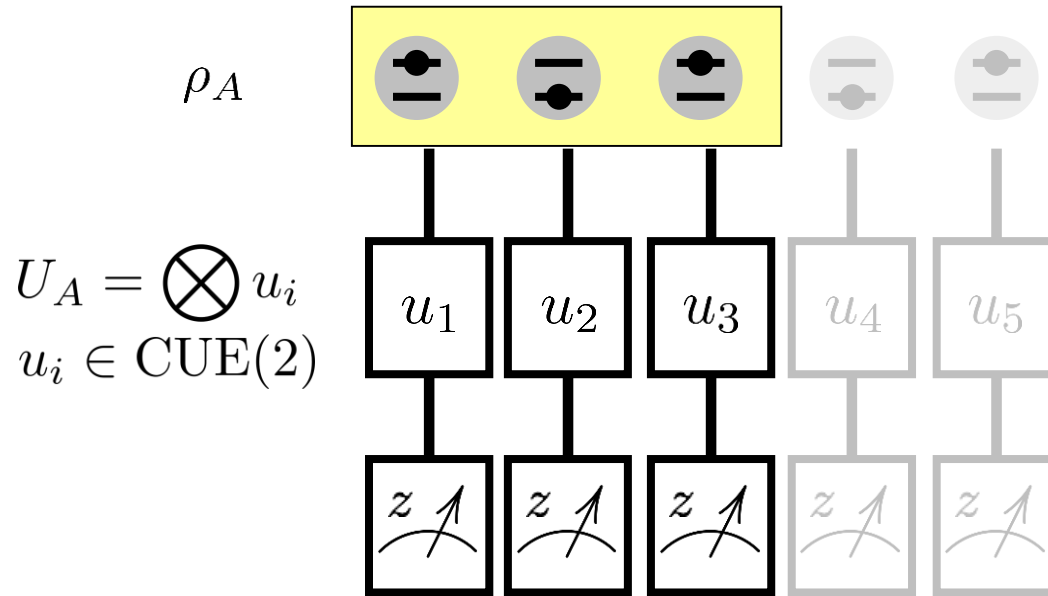 ρ_A
U_A = ⨂ u_i
u_i ∈ CUE(2)
u_1 u_2 u_3 u_4 u_5
z z z z z